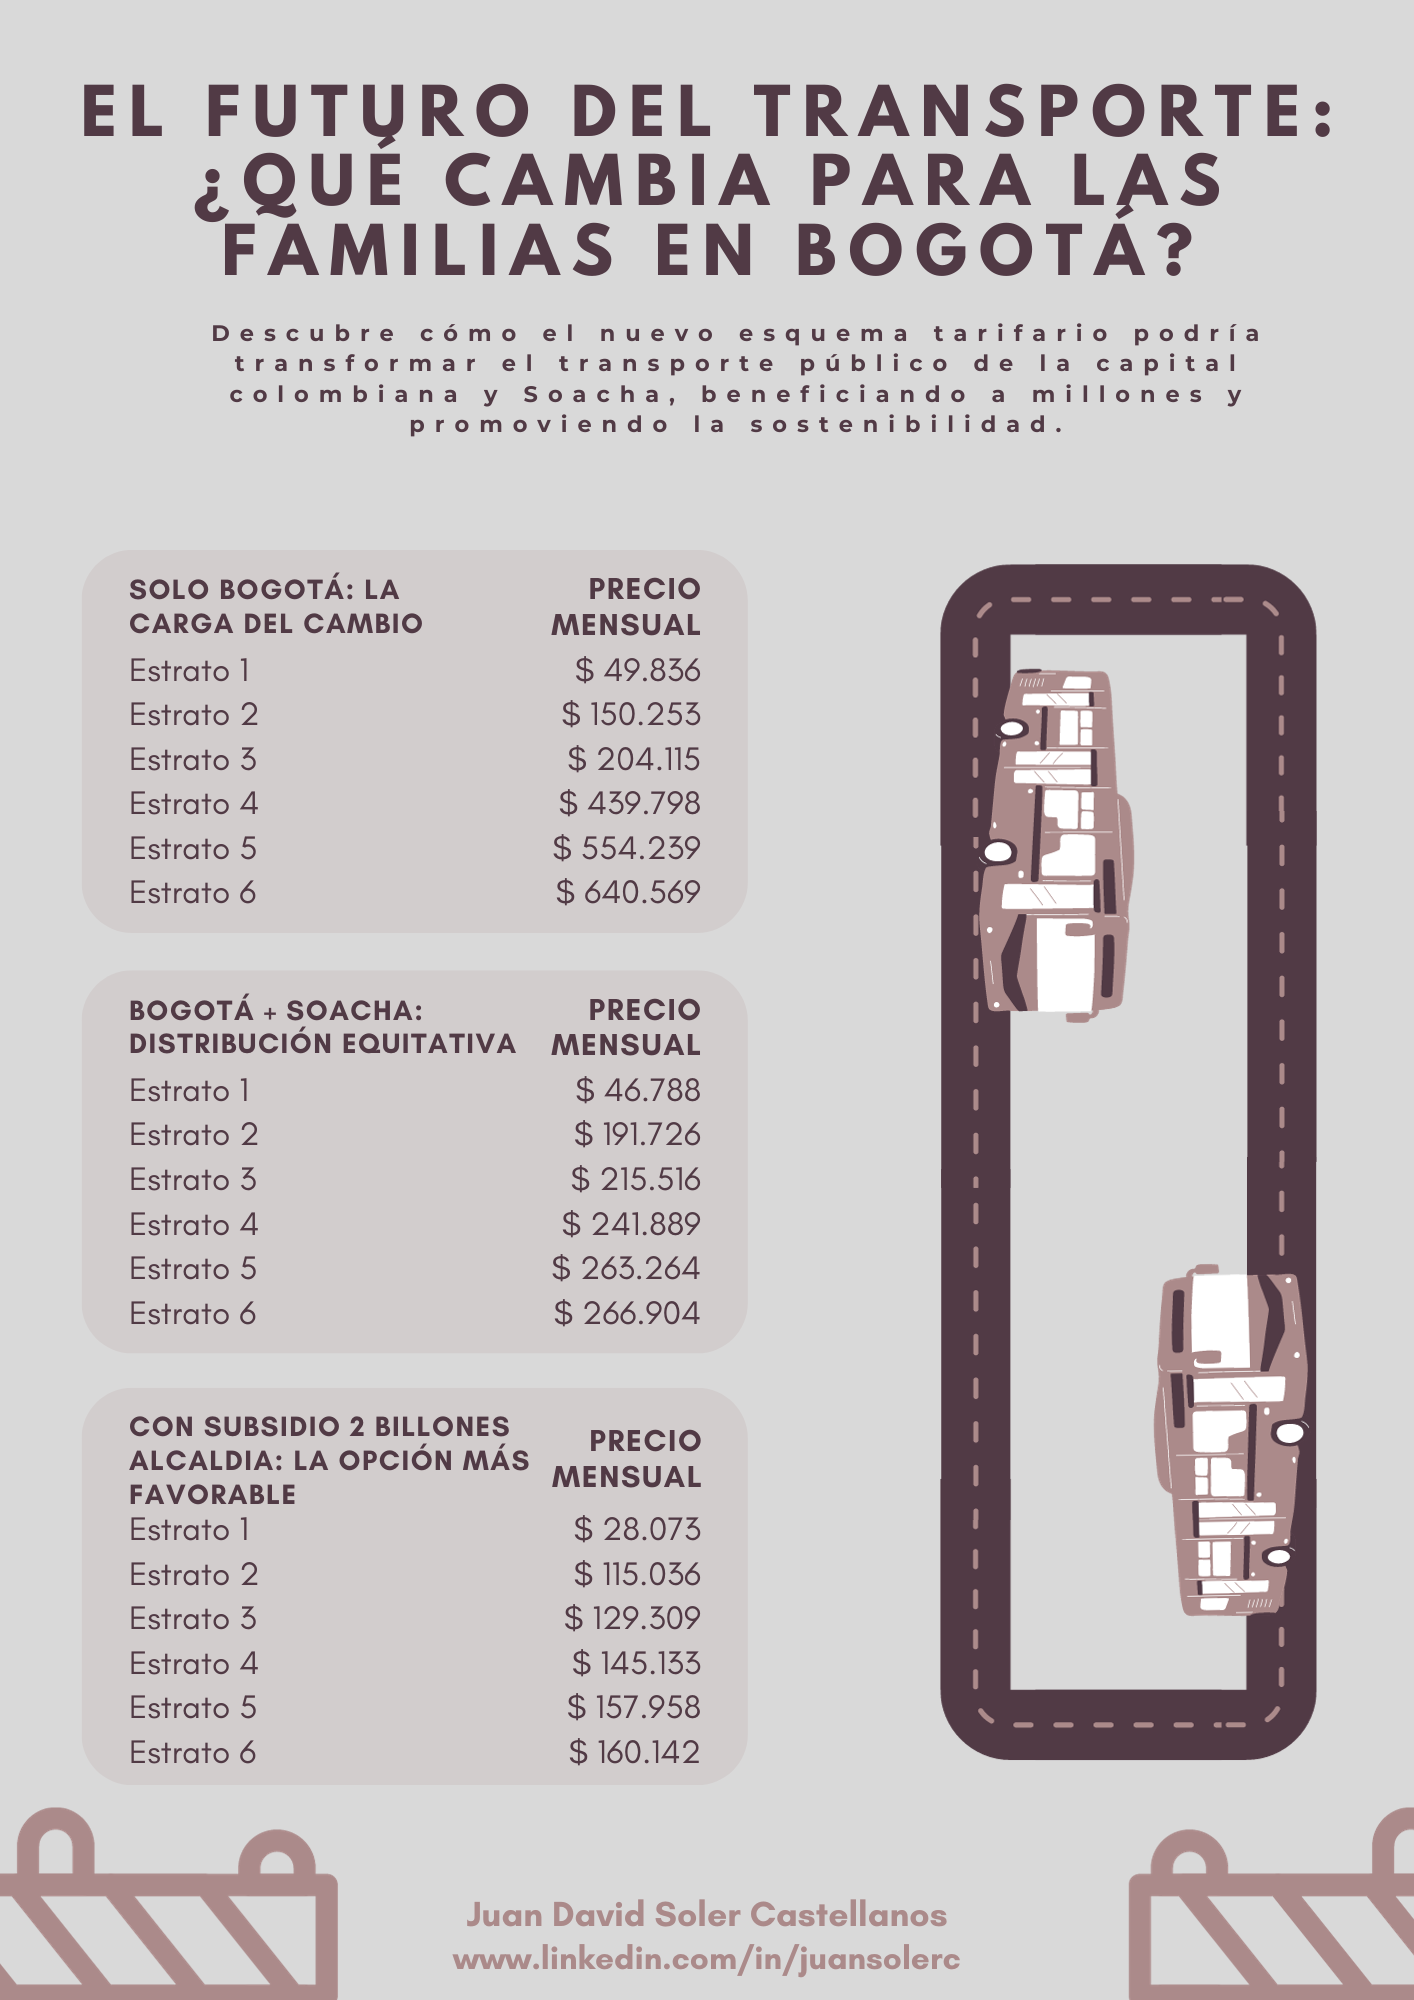 EL FUTURO DEL TRANSPORTE:
¿QUÉ CAMBIA PARA LAS
FAMILIAS EN BOGOTÁ?
Descubre cómo el nuevo esquema tarifario podría
transformar el transporte público de la capital
colombiana y Soacha, beneficiando a millones y
promoviendo la sostenibilidad.
SOLO BOGOTÁ: LA
CARGA DEL CAMBIO
PRECIO
MENSUAL
Estrato 1 $ 49.836
Estrato 2 $ 150.253
Estrato 3 $ 204.115
Estrato 4 $ 439.798
Estrato 5 $ 554.239
Estrato 6 $ 640.569
BOGOTÁ + SOACHA:
DISTRIBUCIÓN EQUITATIVA
PRECIO
MENSUAL
Estrato 1 $ 46.788
Estrato 2 $ 191.726
Estrato 3 $ 215.516
Estrato 4 $ 241.889
Estrato 5 $ 263.264
Estrato 6 $ 266.904
CON SUBSIDIO 2 BILLONES
ALCALDIA: LA OPCIÓN MÁS
FAVORABLE
PRECIO
MENSUAL
Estrato 1 $ 28.073
Estrato 2 $ 115.036
Estrato 3 $ 129.309
Estrato 4 $ 145.133
Estrato 5 $ 157.958
Estrato 6 $ 160.142
Juan David Soler Castellanos
www.linkedin.com/in/juansolerc